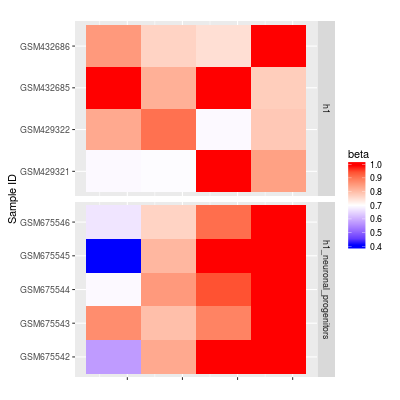 GSM432686
GSM432685
GSM429322
GSM429321
h1
GSM675546
GSM675545
GSM675544
GSM675543
GSM675542
h1_neuronal_progenitors
Sample ID
beta
1.0
0.9
0.8
0.7
0.6
0.5
0.4